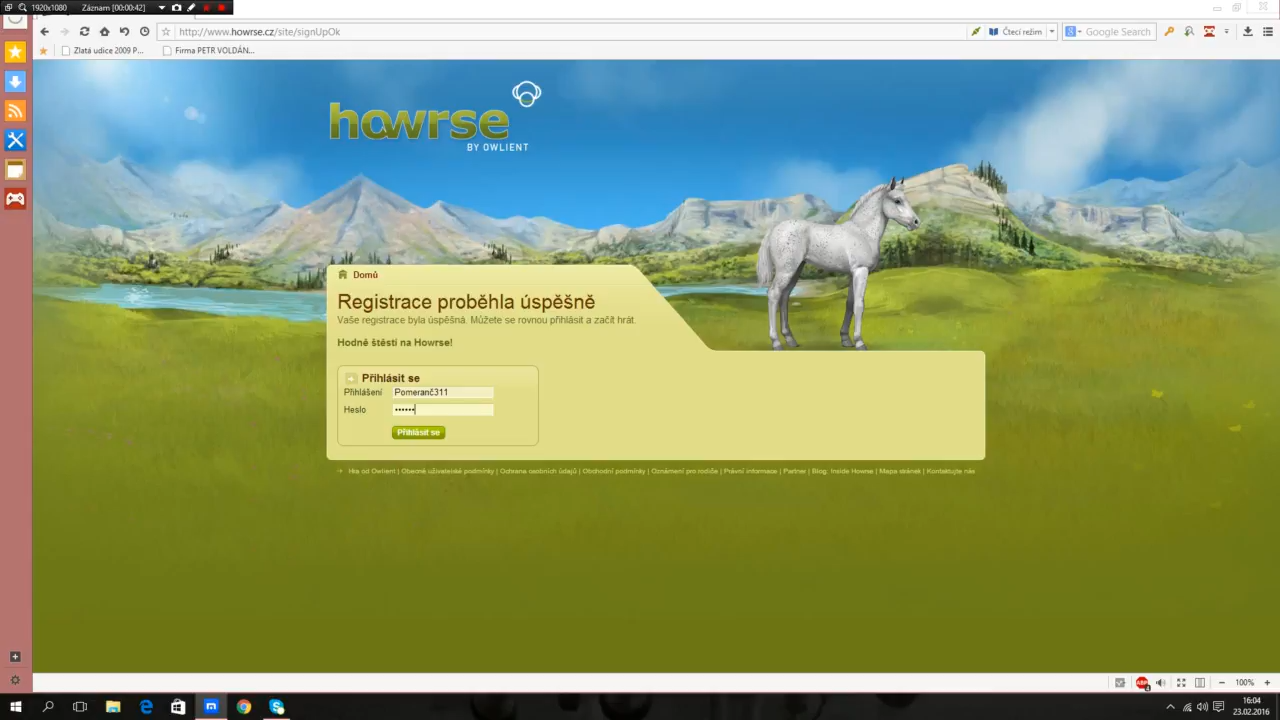 1920x1080 Záznam [00:00:42]
http://www.howrse.cz/site/signUpOk
Čtecí režim
Google Search
Zlatá udice 2009 P...
Firma PETR VOLDÁN...
howrse
BY OWLIENT
Domů
Registrace proběhla úspěšně
Vaše registrace byla úspěšná. Můžete se rovnou přihlásit a začít hrát.
Hodně štěstí na Howrse!
Přihlásit se
Přihlášení Pomeranč311
Heslo ••••••
Přihlásit se
Hra od Owlient | Obecné uživatelské podmínky | Ochrana osobních údajů | Obchodní podmínky | Oznámení pro rodiče | Právní informace | Partner | Blog: Inside Howrse | Mapa stránek | Kontaktujte nás
ABP
100%
16:04
23.02.2016